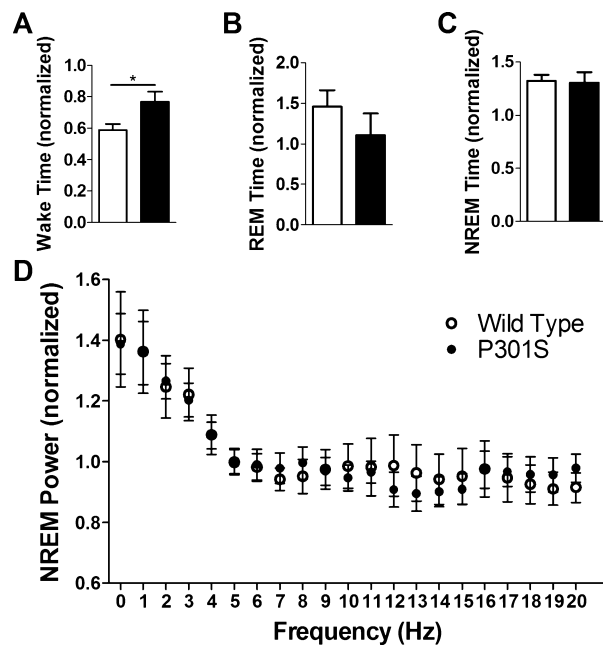 A
B
C
Wake Time (normalized)
1.0
0.8
0.6
0.4
0.2
0.0
*
REM Time (normalized)
2.0
1.5
1.0
0.5
0.0
NREM Time (normalized)
1.5
1.0
0.5
0.0
D
NREM Power (normalized)
1.6
1.4
1.2
1.0
0.8
0.6
Wild Type
P301S
0 1 2 3 4 5 6 7 8 9 10 11 12 13 14 15 16 17 18 19 20
Frequency (Hz)